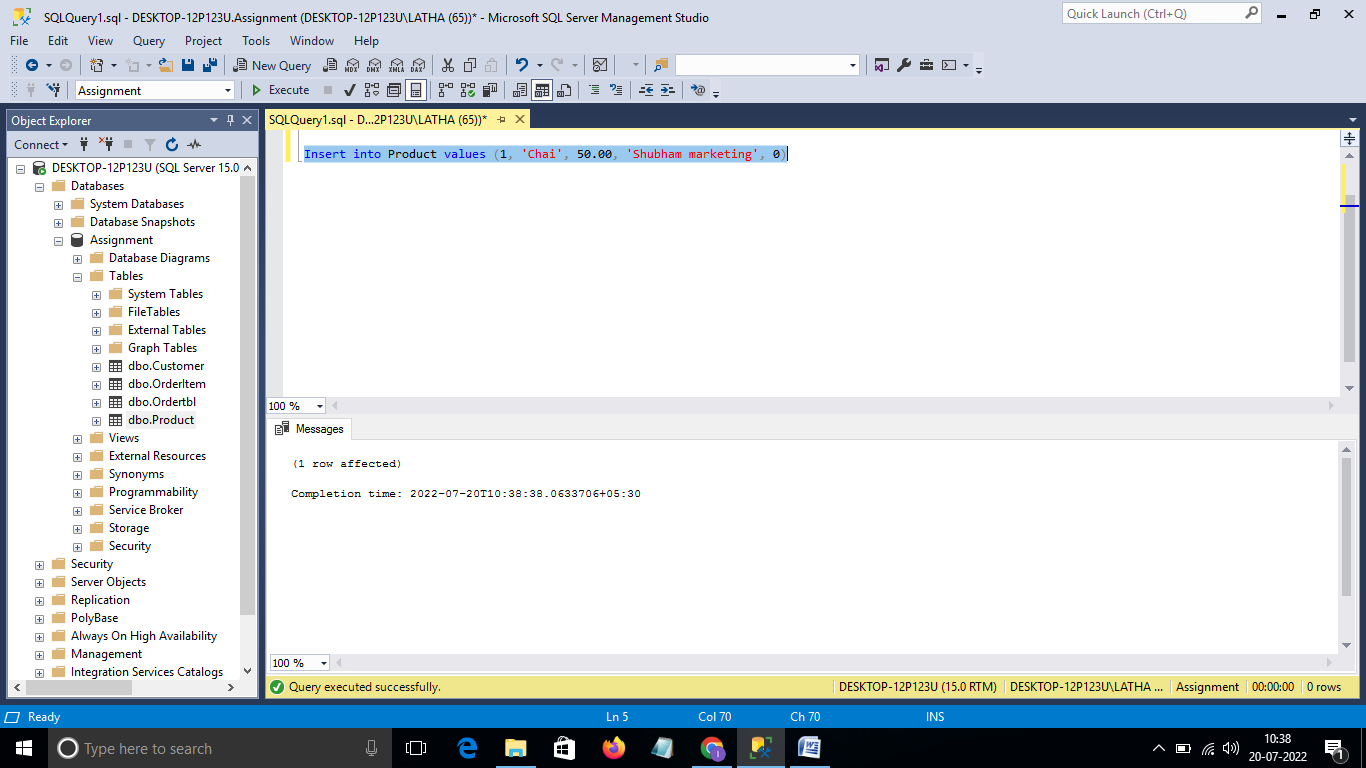 SQLQuery1.sql - DESKTOP-12P123U.Assignment (DESKTOP-12P123U\LATHA (65))* - Microsoft SQL Server Management Studio
Quick Launch (Ctrl+Q)
File Edit View Query Project Tools Window Help
New Query MDX DMX XMLA DAX
Assignment Execute
Object Explorer
SQLQuery1.sql - D...2P123U\LATHA (65))*
Connect
Insert into Product values (1, 'Chai', 50.00, 'Shubham marketing', 0)
DESKTOP-12P123U (SQL Server 15.0
Databases
System Databases
Database Snapshots
Assignment
Database Diagrams
Tables
System Tables
FileTables
External Tables
Graph Tables
dbo.Customer
dbo.OrderItem
dbo.Ordertbl
dbo.Product
Views
External Resources
Synonyms
Programmability
Service Broker
Storage
Security
Security
Server Objects
Replication
PolyBase
Always On High Availability
Management
Integration Services Catalogs
100 %
Messages
(1 row affected)
Completion time: 2022-07-20T10:38:38.0633706+05:30
100 %
Query executed successfully. DESKTOP-12P123U (15.0 RTM) DESKTOP-12P123U\LATHA ... Assignment 00:00:00 0 rows
Ready Ln 5 Col 70 Ch 70 INS
Type here to search
10:38
20-07-2022
1